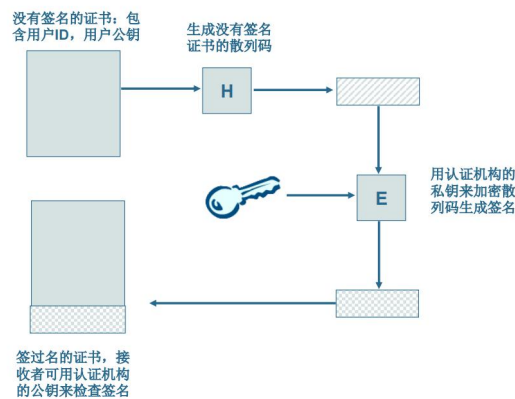 没有签名的证书：包
含用户ID，用户公钥
生成没有签名
证书的散列码
H
用认证机构的
私钥来加密散
列码生成签名
E
签过名的证书，接
收者可用认证机构
的公钥来检查签名